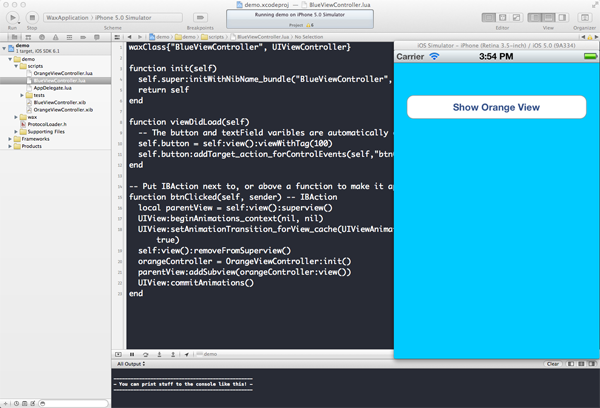 demo.xcodeproj — BlueViewController.lua
WaxApplication iPhone 5.0 Simulator
Running demo on iPhone 5.0 Simulator
Project 6
Run Stop Scheme Breakpoints Editor View Organizer
demo demo scripts BlueViewController.lua No Selection
demo
2 target, iOS SDK 6.1
demo
scripts
OrangeViewController.lua
BlueViewController.lua
AppDelegate.lua
tests
BlueViewController.xib
OrangeViewController.xib
wax
ProtocolLoader.h
Supporting Files
Frameworks
Products
waxClass{"BlueViewController", UIViewController}
function init(self)
self.super:initWithNibName_bundle("BlueViewController",
return self
end
function viewDidLoad(self)
-- The button and textField varibles are automatically
self.button = self:view():viewWithTag(100)
self.button:addTarget_action_forControlEvents(self,"btn
end
-- Put IBAction next to, or above a function to make it
function btnClicked(self, sender) -- IBAction
local parentView = self:view():superview()
UIView:beginAnimations_context(nil, nil)
UIView:setAnimationTransition_forView_cache(UIViewAnima
true)
self:view():removeFromSuperview()
orangeController = OrangeViewController:init()
parentView:addSubview(orangeController:view())
UIView:commitAnimations()
end
iOS Simulator – iPhone (Retina 3.5-inch) / iOS 5.0 (9A334)
Carrier 3:54 PM
Show Orange View
demo
All Output Clear
- You can print stuff to the console like this! -